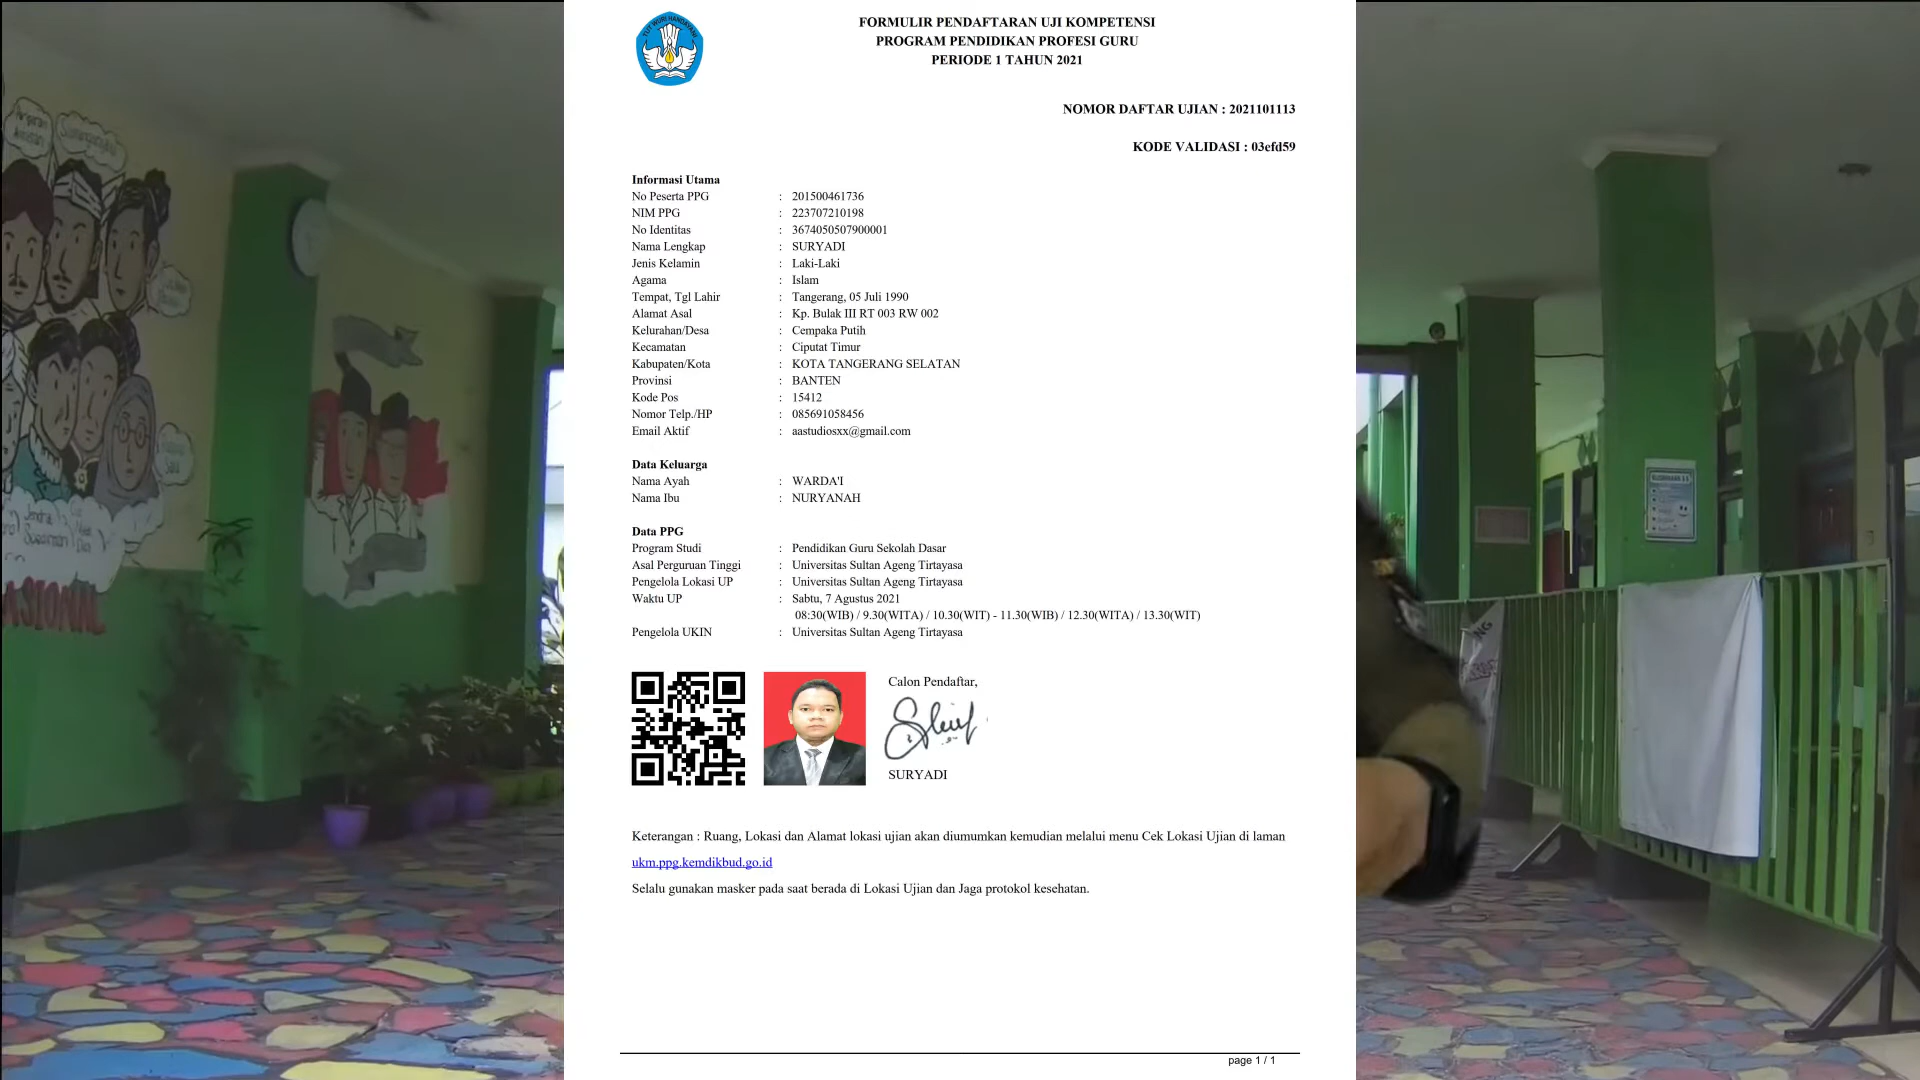 TUT WURI HANDAYANI
FORMULIR PENDAFTARAN UJI KOMPETENSI
PROGRAM PENDIDIKAN PROFESI GURU
PERIODE 1 TAHUN 2021
NOMOR DAFTAR UJIAN : 2021101113
KODE VALIDASI : 03efd59
Informasi Utama
No Peserta PPG : 201500461736
NIM PPG : 223707210198
No Identitas : 3674050507900001
Nama Lengkap : SURYADI
Jenis Kelamin : Laki-Laki
Agama : Islam
Tempat, Tgl Lahir : Tangerang, 05 Juli 1990
Alamat Asal : Kp. Bulak III RT 003 RW 002
Kelurahan/Desa : Cempaka Putih
Kecamatan : Ciputat Timur
Kabupaten/Kota : KOTA TANGERANG SELATAN
Provinsi : BANTEN
Kode Pos : 15412
Nomor Telp./HP : 085691058456
Email Aktif : aastudiosxx@gmail.com
Data Keluarga
Nama Ayah : WARDA'I
Nama Ibu : NURYANAH
Data PPG
Program Studi : Pendidikan Guru Sekolah Dasar
Asal Perguruan Tinggi : Universitas Sultan Ageng Tirtayasa
Pengelola Lokasi UP : Universitas Sultan Ageng Tirtayasa
Waktu UP : Sabtu, 7 Agustus 2021
08:30(WIB) / 9.30(WITA) / 10.30(WIT) - 11.30(WIB) / 12.30(WITA) / 13.30(WIT)
Pengelola UKIN : Universitas Sultan Ageng Tirtayasa
Calon Pendaftar,
SURYADI
Keterangan : Ruang, Lokasi dan Alamat lokasi ujian akan diumumkan kemudian melalui menu Cek Lokasi Ujian di laman
ukm.ppg.kemdikbud.go.id
Selalu gunakan masker pada saat berada di Lokasi Ujian dan Jaga protokol kesehatan.
page 1 / 1